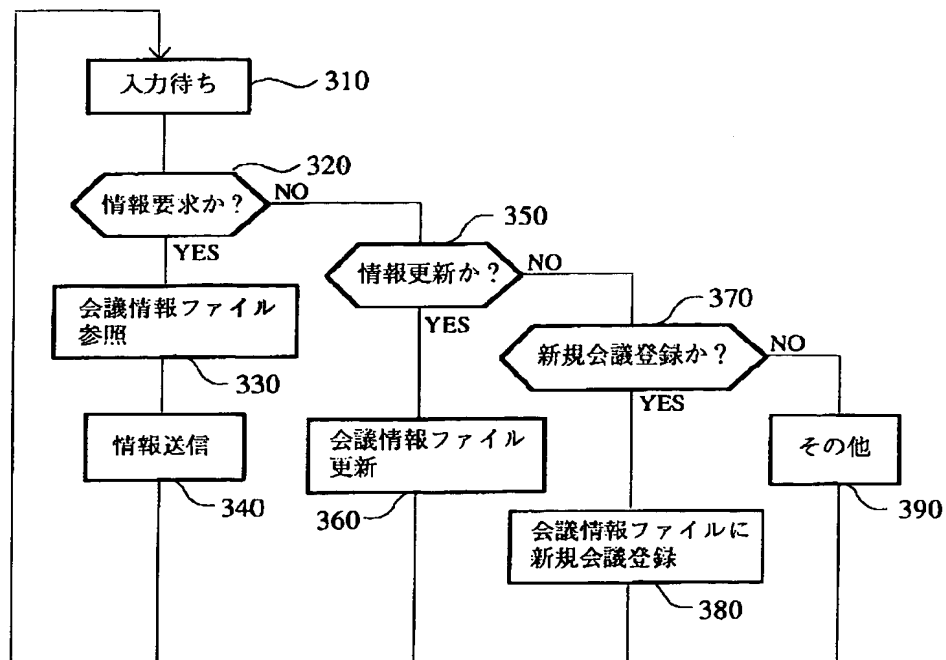 入力待ち
310
320
情報要求か?
NO
YES
350
情報更新か?
NO
YES
会議情報ファイル
参照
330
370
新規会議登録か?
NO
YES
情報送信
340
会議情報ファイル
更新
360
その他
390
会議情報ファイルに
新規会議登録
380